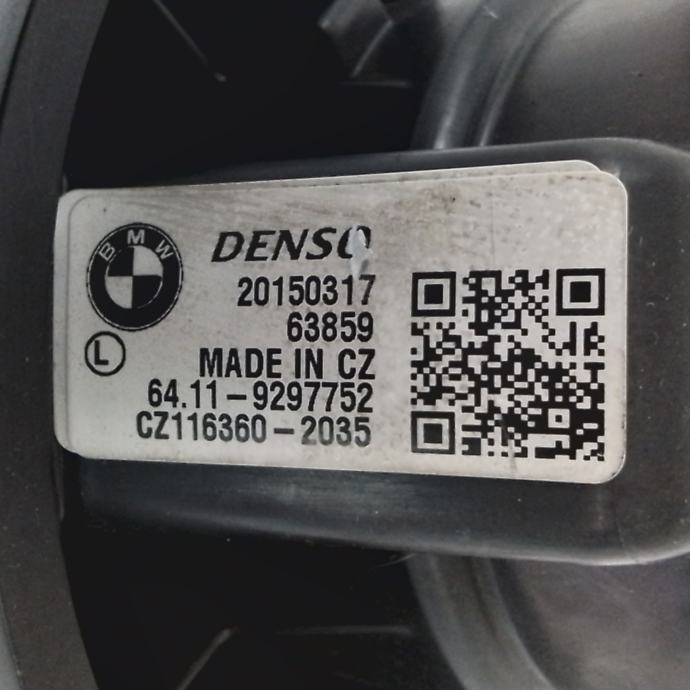 BMW
DENSO
20150317
63859
L
MADE IN CZ
64.11-9297752
CZ116360-2035